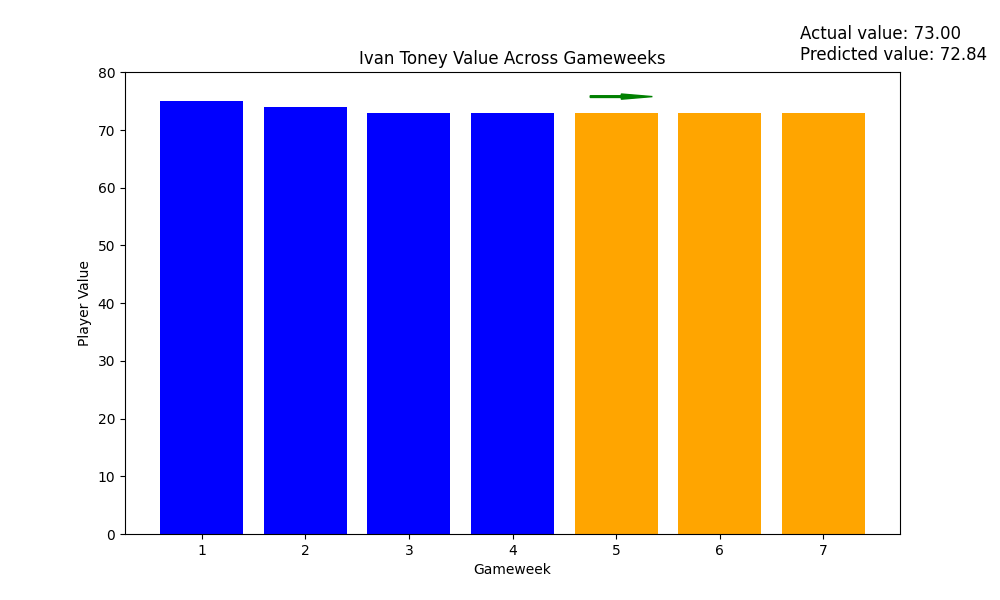 Actual value: 73.00
Predicted value: 72.84
Ivan Toney Value Across Gameweeks
Player Value
80
70
60
50
40
30
20
10
0
1 2 3 4 5 6 7
Gameweek